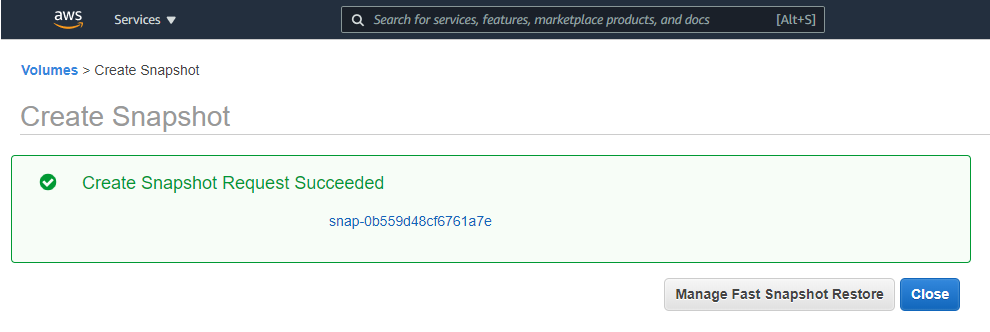 aws Services Search for services, features, marketplace products, and docs [Alt+S]
Volumes > Create Snapshot
Create Snapshot
Create Snapshot Request Succeeded
snap-0b559d48cf6761a7e
Manage Fast Snapshot Restore Close